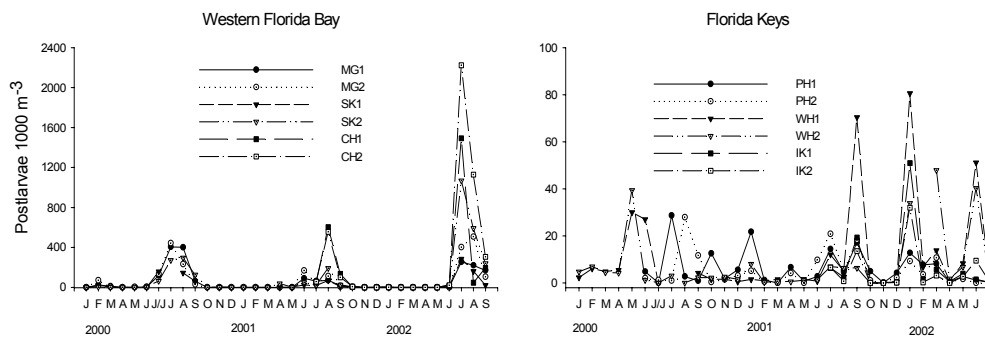 Western Florida Bay
2400
2000
1600
1200
800
400
0
Postlarvae 1000 m-3
MG1
MG2
SK1
SK2
CH1
CH2
J F M A M J J/J J A S O N D J F M A M J J A S O N D J F M A M J J A S
2000
2001
2002
Florida Keys
100
80
60
40
20
0
PH1
PH2
WH1
WH2
IK1
IK2
J F M A M J J/J J A S O N D J F M A M J J A S O N D J F M A M J
2000
2001
2002